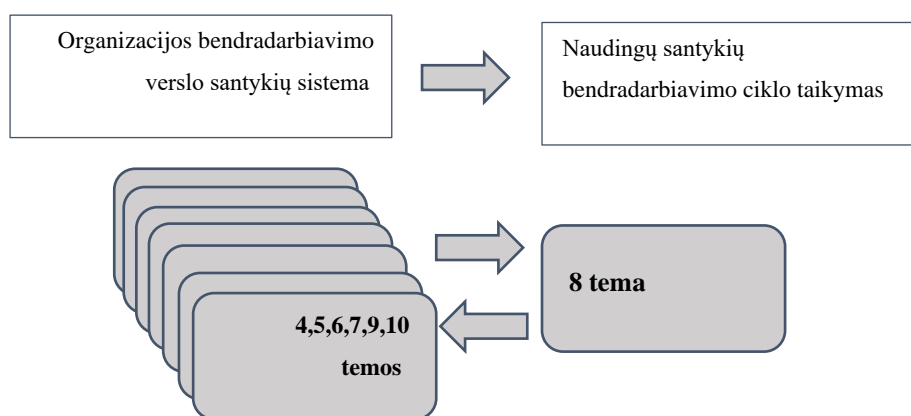 Organizacijos bendradarbiavimo
verslo santykių sistema
Naudingų santykių
bendradarbiavimo ciklo taikymas
8 tema
4,5,6,7,9,10
temos